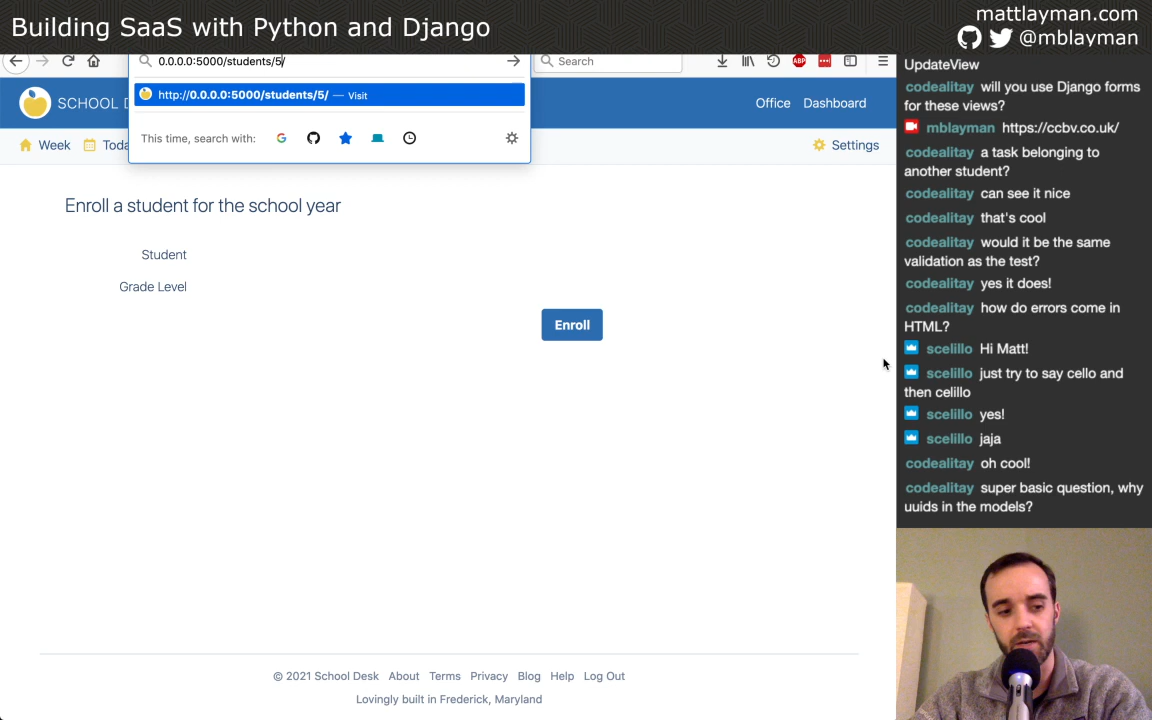 Building SaaS with Python and Django
mattlayman.com
@mblayman
0.0.0.0:5000/students/5/
Search
http://0.0.0.0:5000/students/5/ — Visit
This time, search with:
SCHOOL D
Office
Dashboard
Week
Toda
Settings
Enroll a student for the school year
Student
Grade Level
Enroll
© 2021 School Desk
About
Terms
Privacy
Blog
Help
Log Out
Lovingly built in Frederick, Maryland
ABP
UpdateView
codealitay will you use Django forms
for these views?
mblayman https://ccbv.co.uk/
codealitay a task belonging to
another student?
codealitay can see it nice
codealitay that's cool
codealitay would it be the same
validation as the test?
codealitay yes it does!
codealitay how do errors come in
HTML?
scelillo Hi Matt!
scelillo just try to say cello and
then celillo
scelillo yes!
scelillo jaja
codealitay oh cool!
codealitay super basic question, why
uuids in the models?